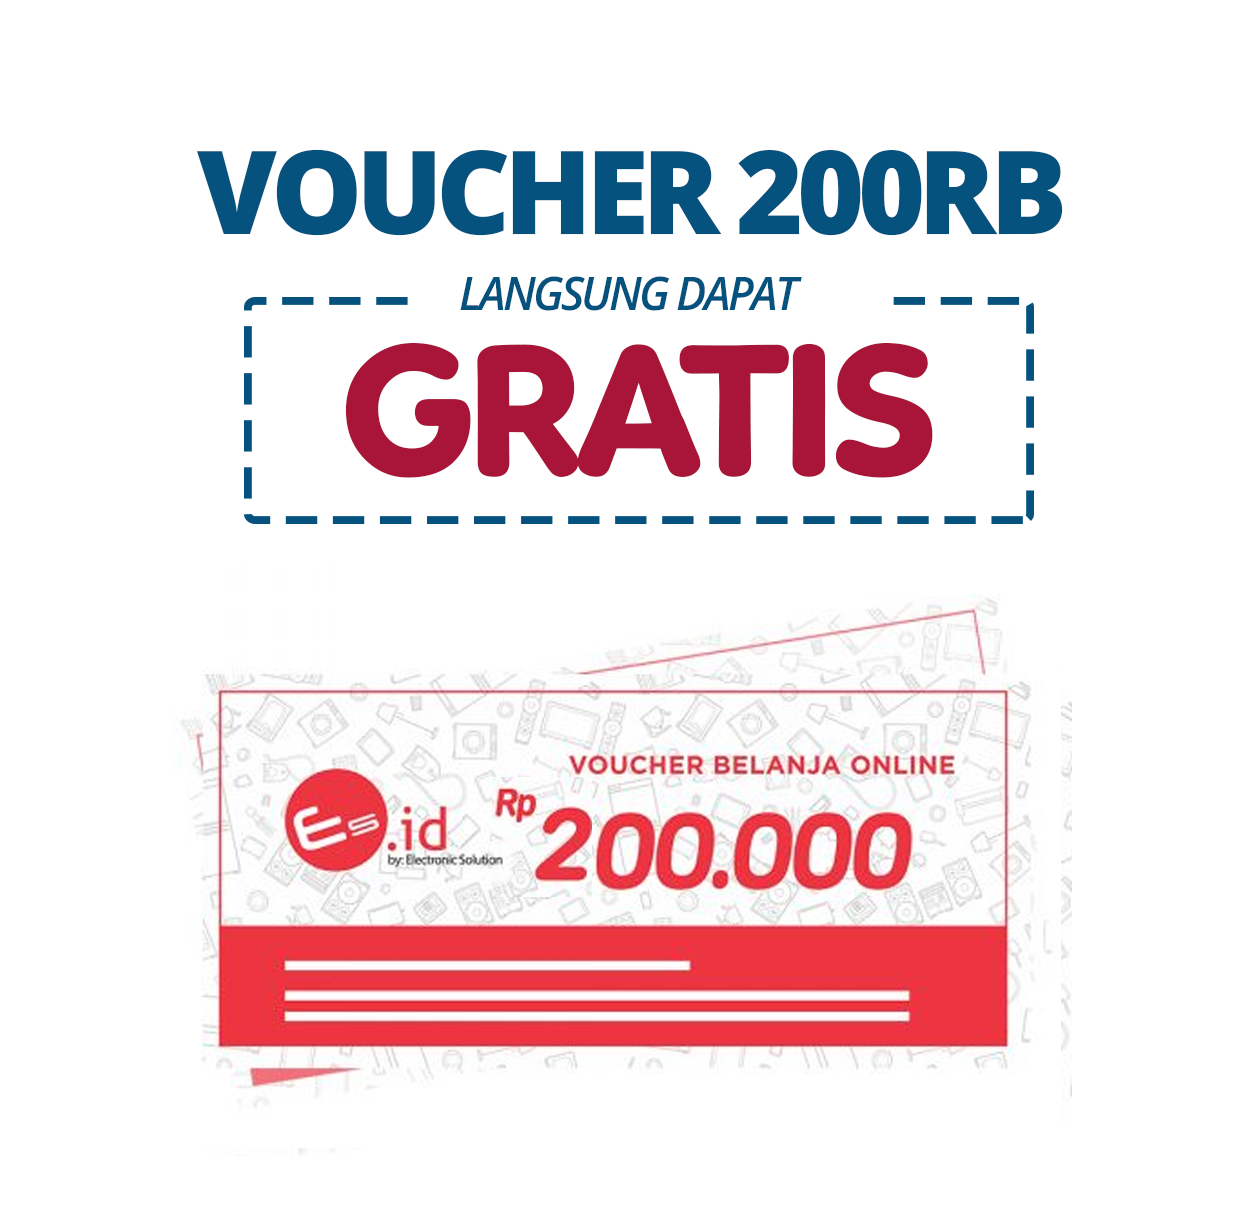 VOUCHER 200RB
LANGSUNG DAPAT
GRATIS
VOUCHER BELANJA ONLINE
Es.id
by: Electronic Solution
Rp 200.000